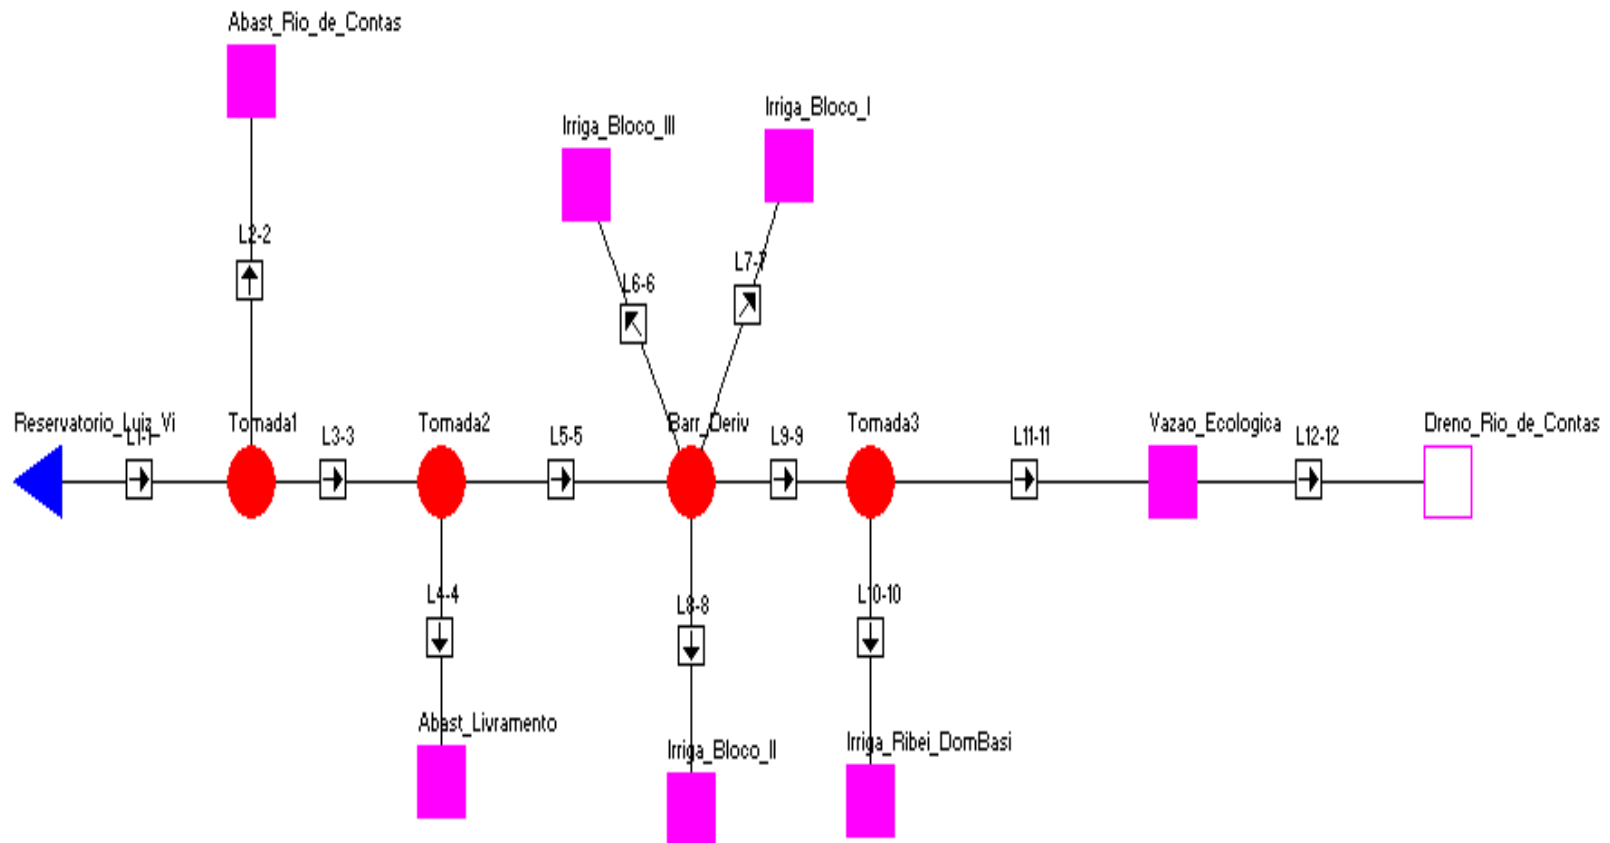 Abast_Rio_de_Contas
Irriga_Bloco_III
Irriga_Bloco_I
L2-2
L6-6
L7-7
Reservatorio_Luiz_Vi
L1-1
Tomada1
L3-3
Tomada2
L5-5
Barr_Deriv
L9-9
Tomada3
L11-11
Vazao_Ecologica
L12-12
Dreno_Rio_de_Contas
L4-4
L8-8
L10-10
Abast_Livramento
Irriga_Bloco_II
Irriga_Ribei_DomBasi